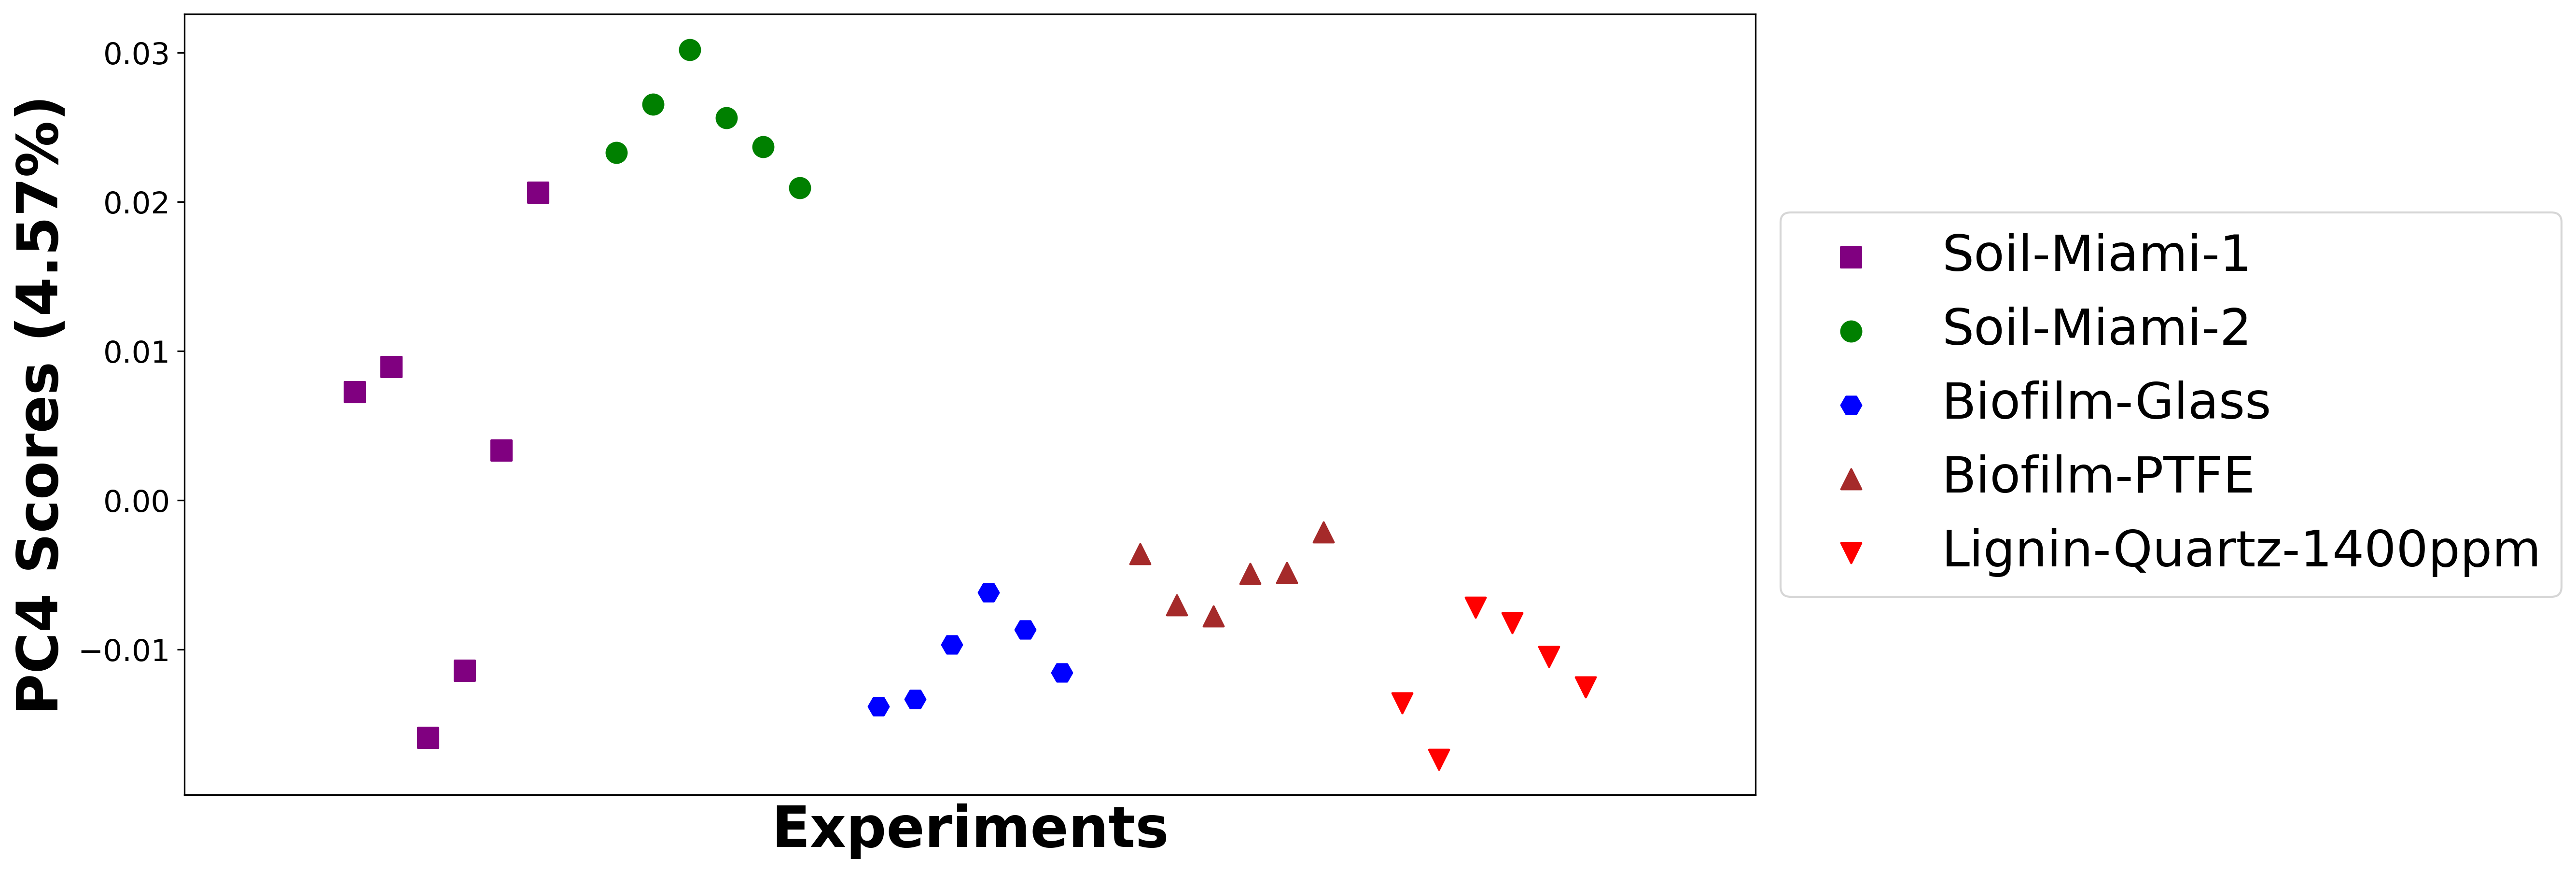 PC4 Scores (4.57%)
0.03
0.02
0.01
0.00
−0.01
Experiments
Soil-Miami-1
Soil-Miami-2
Biofilm-Glass
Biofilm-PTFE
Lignin-Quartz-1400ppm